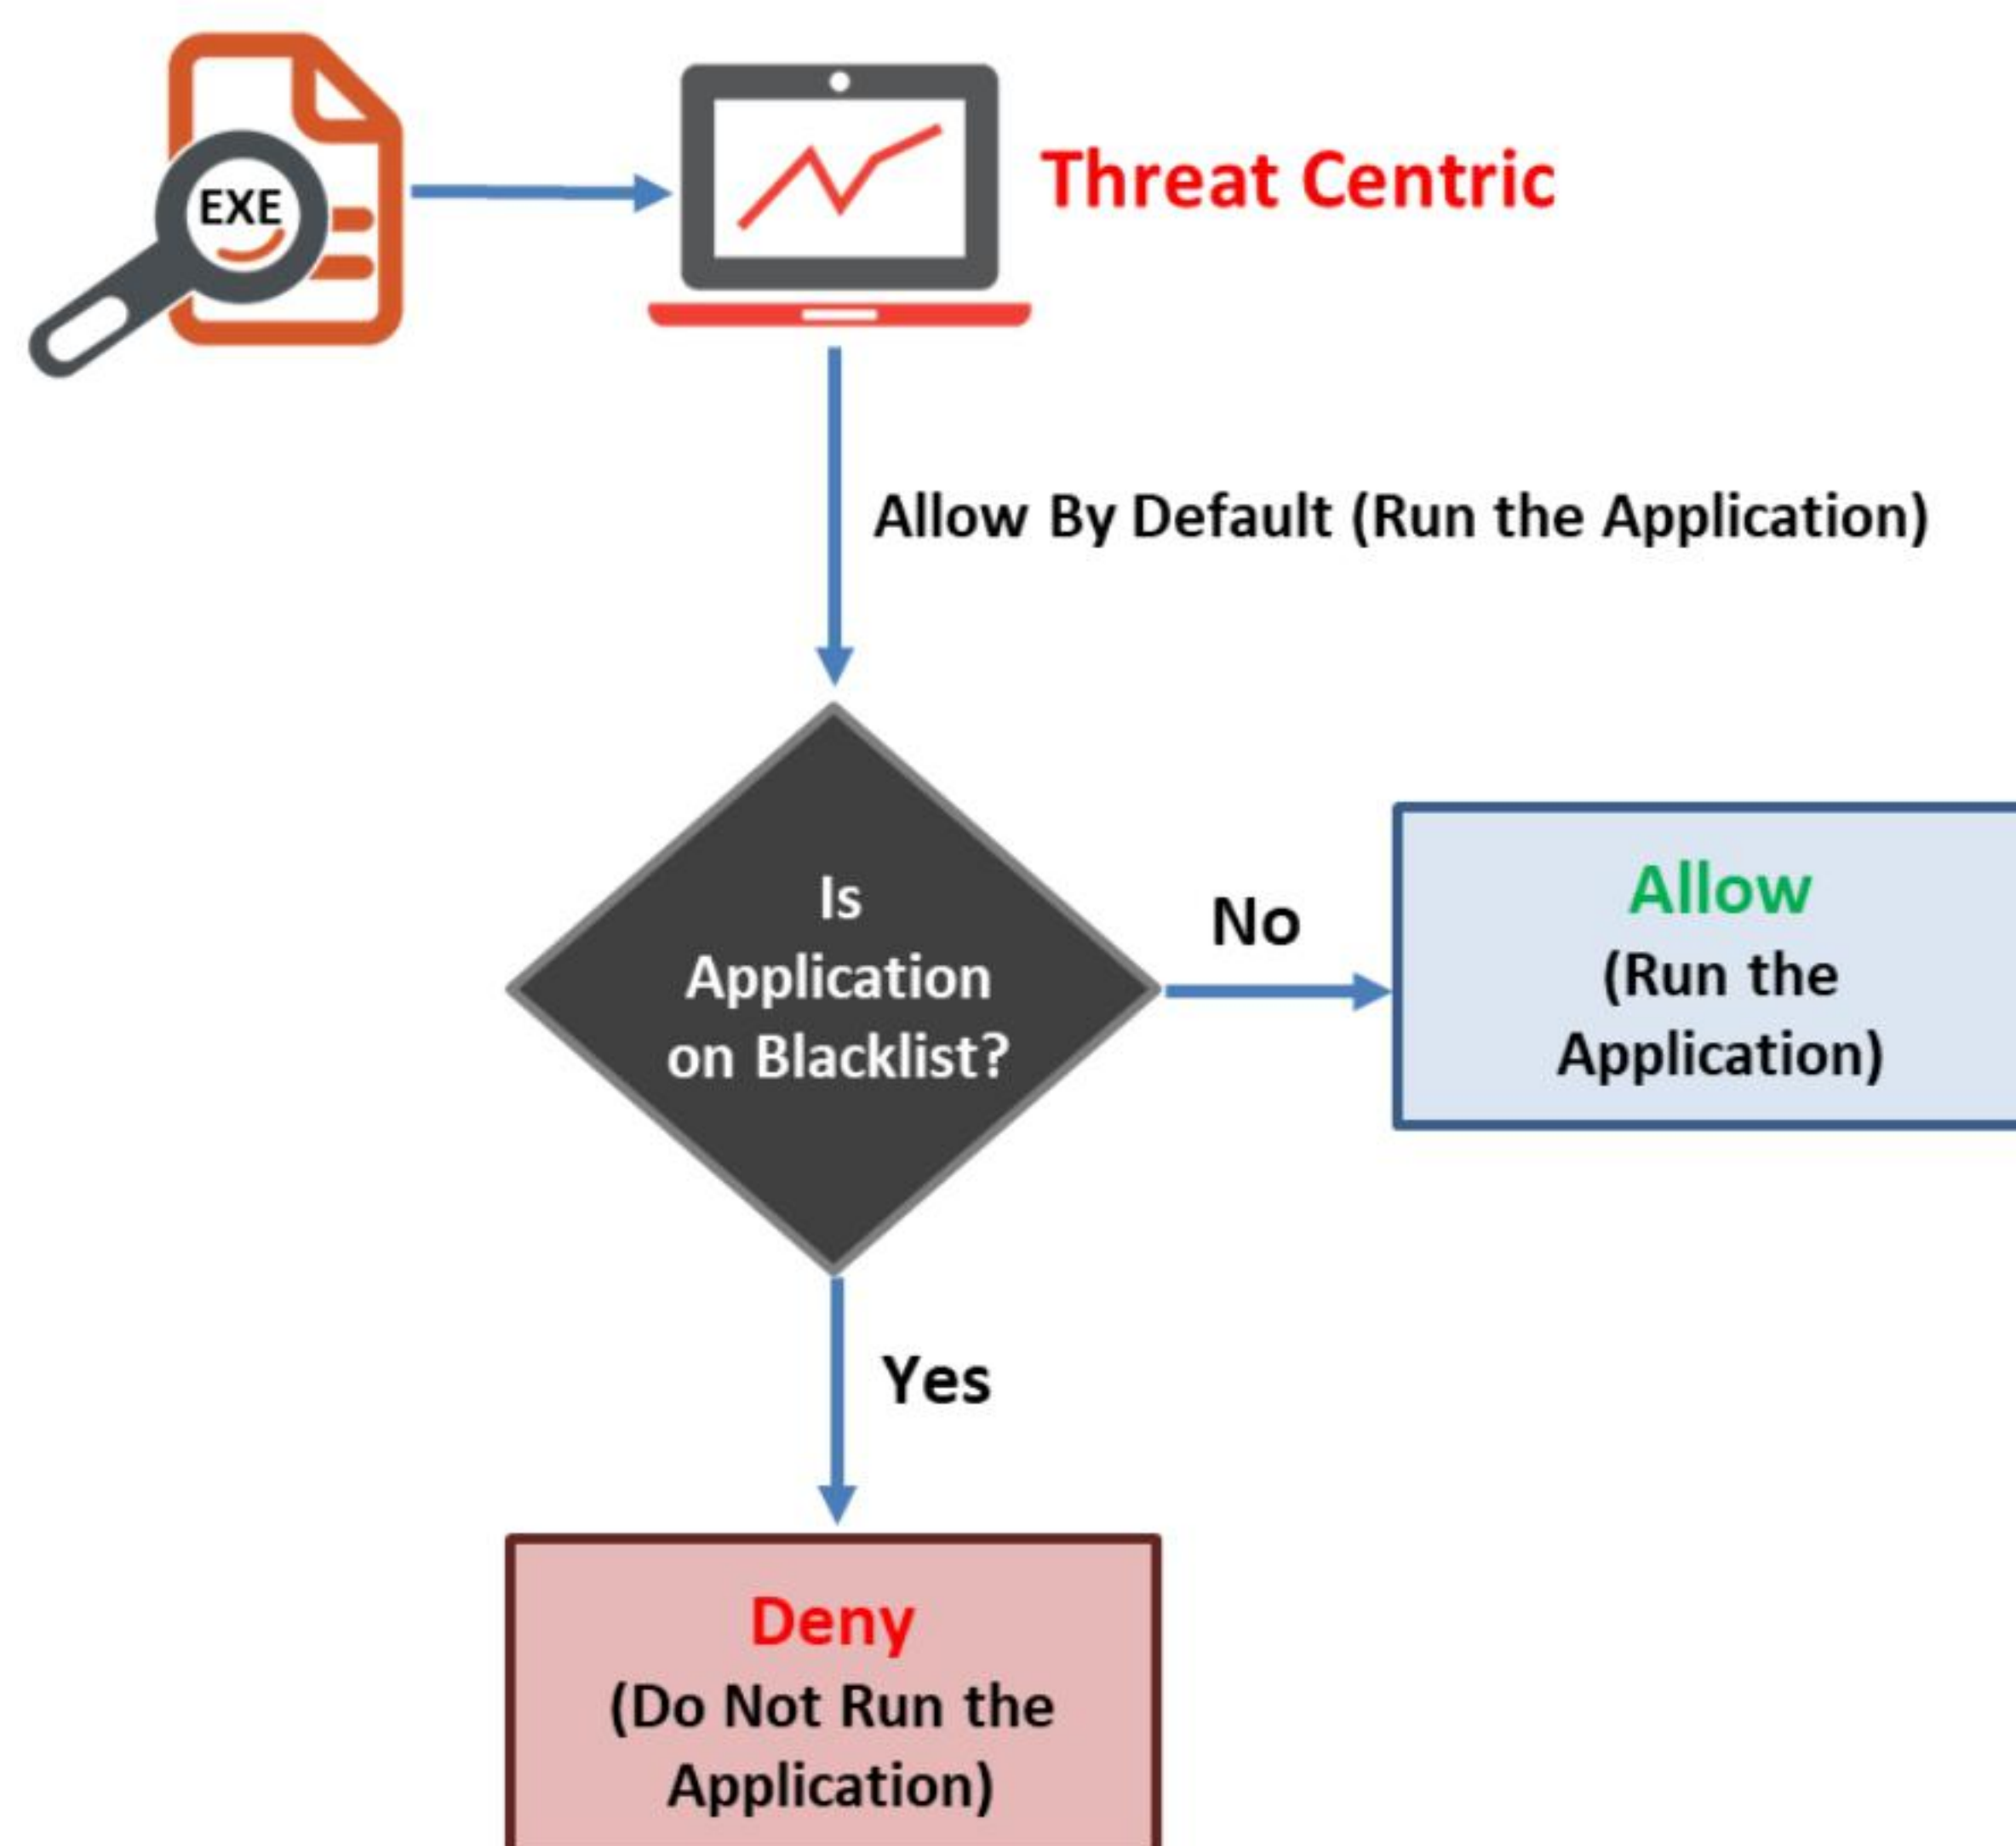 EXE
Threat Centric
Allow By Default (Run the Application)
Is
Application
on Blacklist?
No
Allow
(Run the
Application)
Yes
Deny
(Do Not Run the
Application)